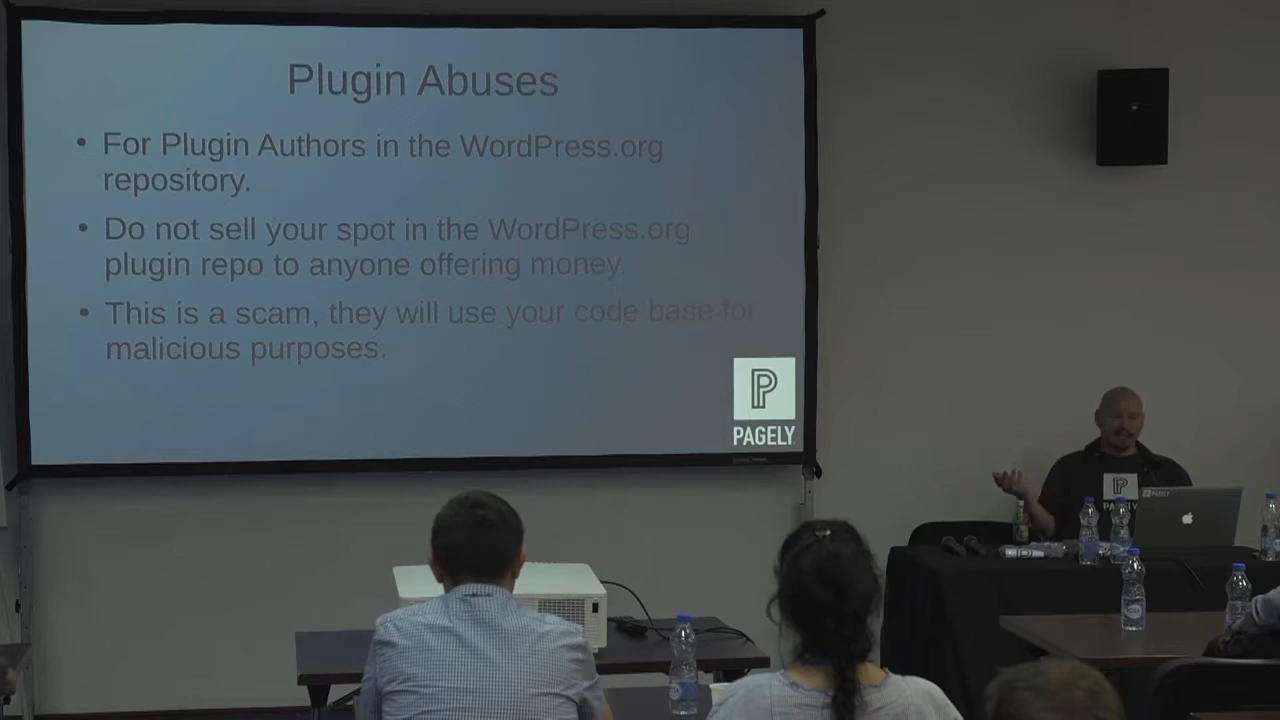 Plugin Abuses
• For Plugin Authors in the WordPress.org
repository.
• Do not sell your spot in the WordPress.org
plugin repo to anyone offering money.
• This is a scam, they will use your code base for
malicious purposes.
P
PAGELY
P
PAGELY